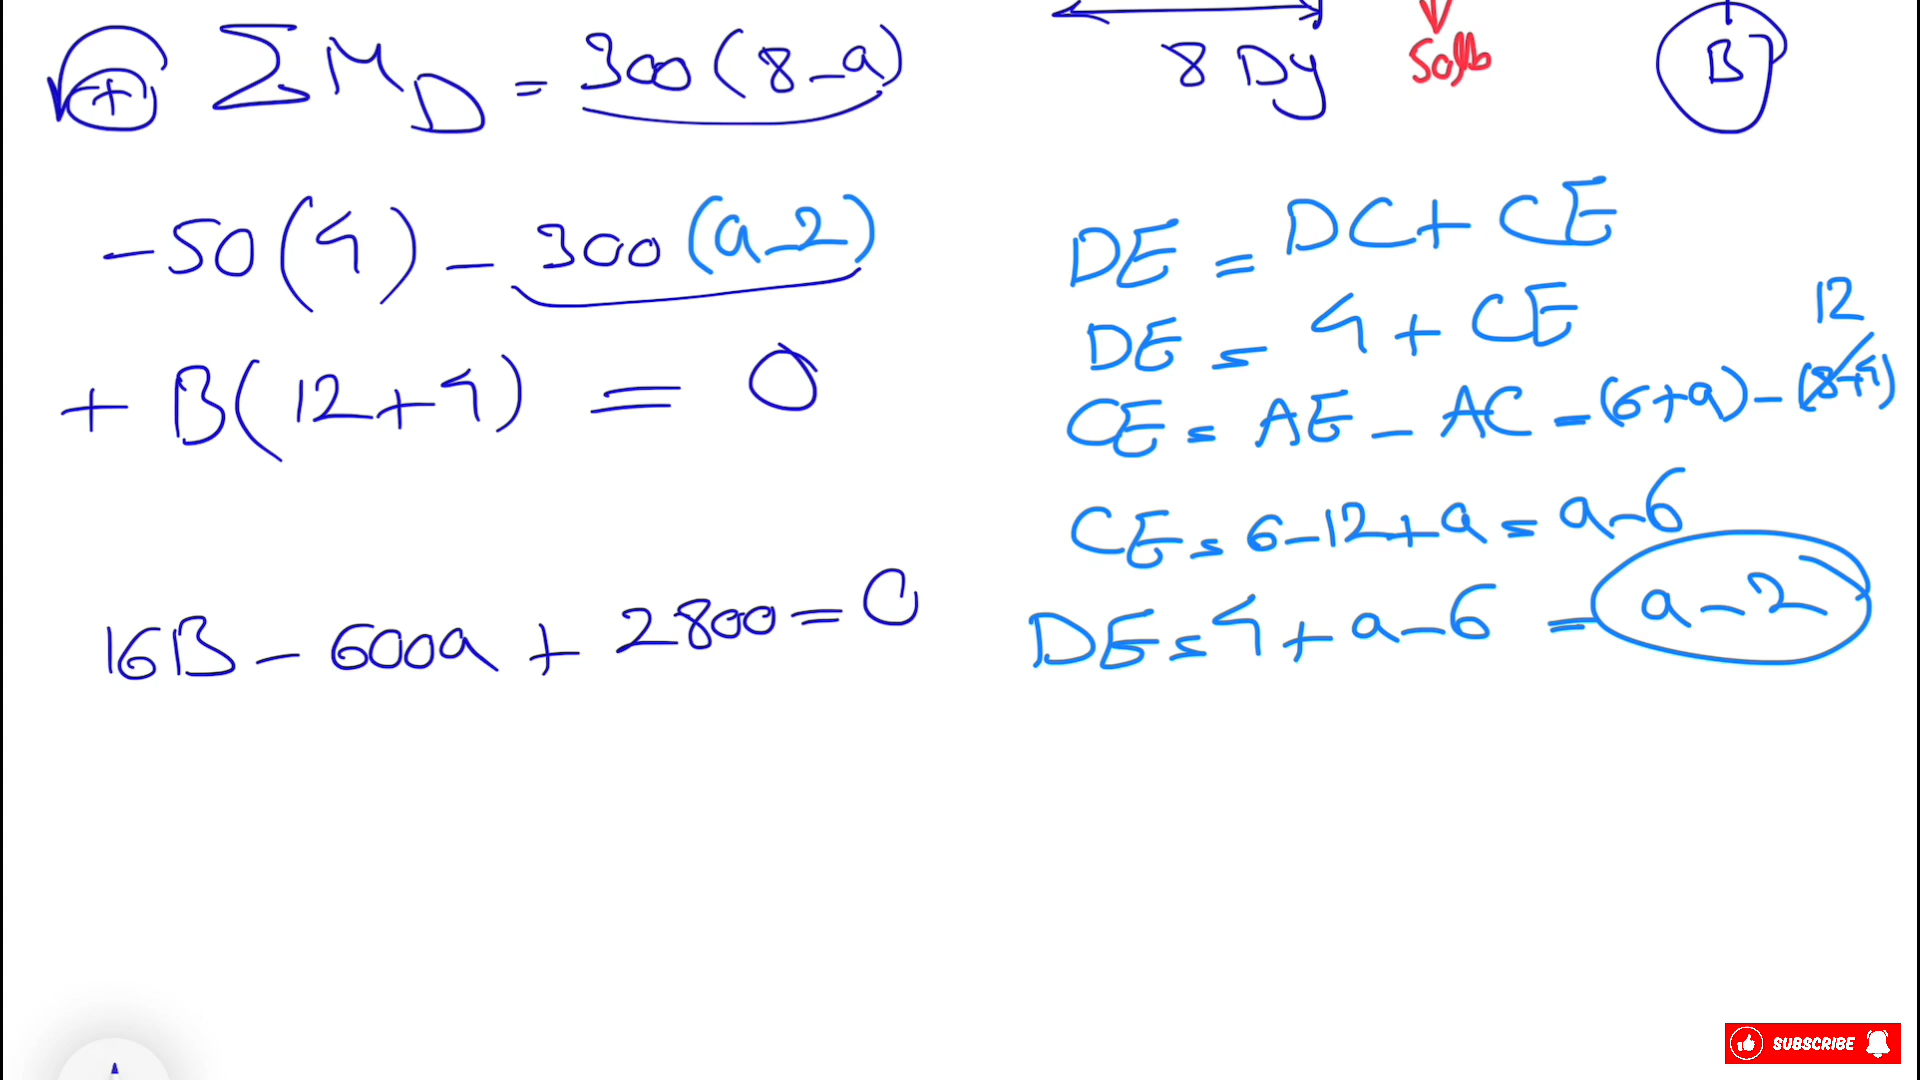 + ΣM_D = 300(8-a)
-50(4) - 300(a-2)
+ B(12+4) = 0
16B - 600a + 2800 = 0
8 Dy 50lb B
DE = DC + CE
DE = 4 + CE
12
CE = AE - AC = (6+a) - (8+4)
CE = 6-12+a = a-6
DE = 4+a-6 = a-2
SUBSCRIBE